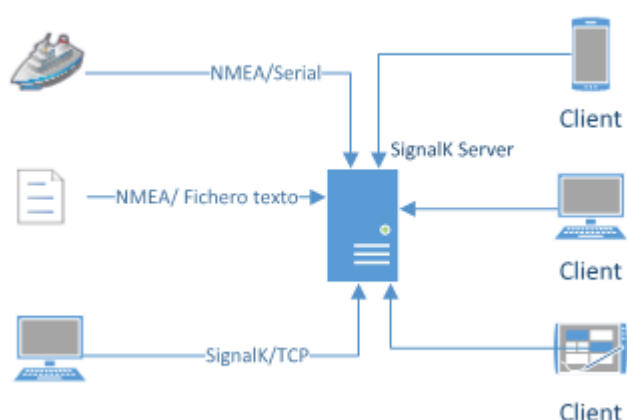 NMEA/Serial
Client
SignalK Server
NMEA/ Fichero texto
Client
SignalK/TCP
Client